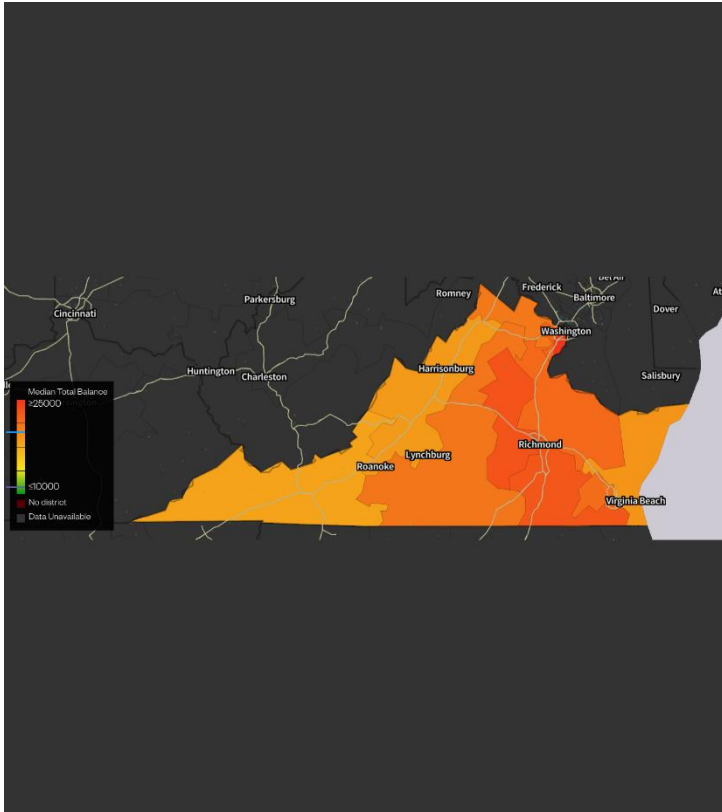 Bel Air
Frederick
Romney
Baltimore
Parkersburg
Cincinnati
Dover
Washington
Harrisonburg
Huntington
Charleston
Salisbury
Median Total Balance
≥25000
Richmond
Lynchburg
Roanoke
≤10000
Virginia Beach
No district
Data Unavailable